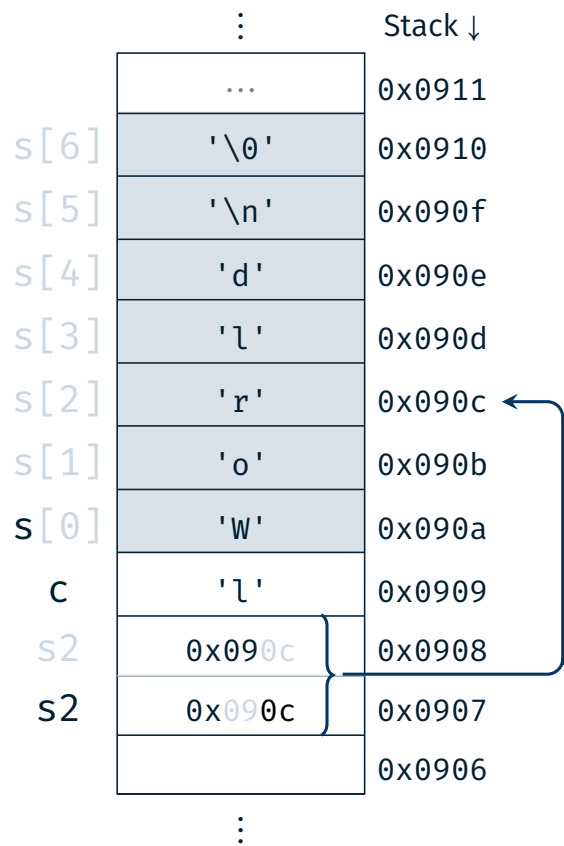 ⋮ Stack ↓
... 0x0911
s[6] '\0' 0x0910
s[5] '\n' 0x090f
s[4] 'd' 0x090e
s[3] 'l' 0x090d
s[2] 'r' 0x090c
s[1] 'o' 0x090b
s[0] 'W' 0x090a
c 'l' 0x0909
s2 0x090c 0x0908
s2 0x090c 0x0907
0x0906
⋮